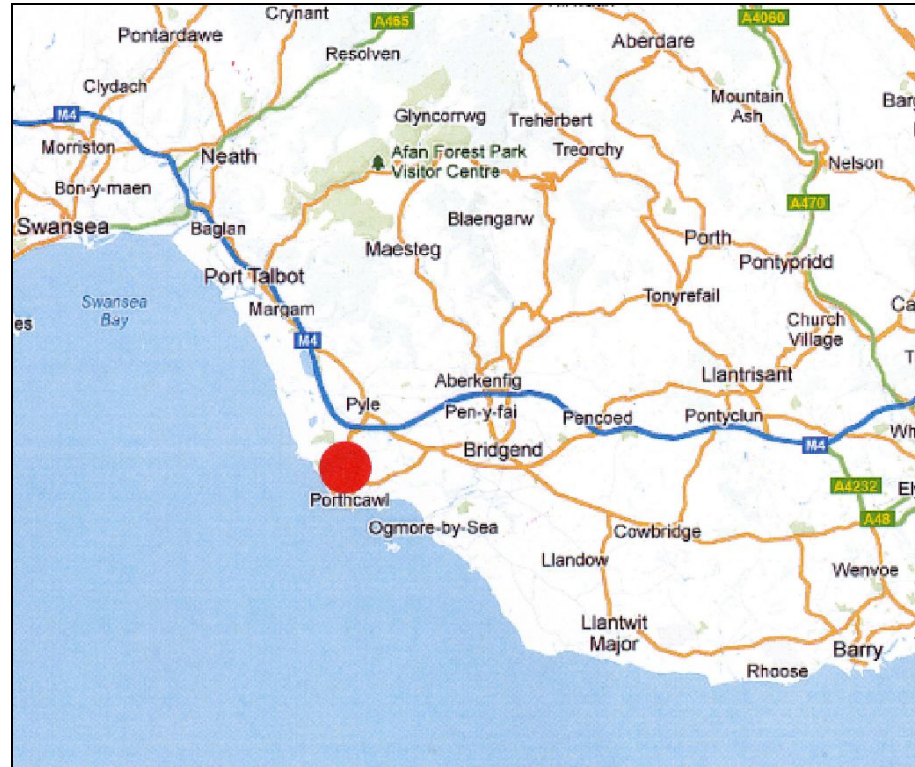 Crynant
A465
A4060
Pontardawe
Resolven
Aberdare
Clydach
Mountain
Ash
M4
Glyncorrwg
Treherbert
Morriston
Neath
Afan Forest Park
Visitor Centre
Treorchy
Nelson
Bon-y-maen
A470
Swansea
Baglan
Blaengarw
Maesteg
Porth
Pontypridd
Port Talbot
Swansea
Bay
Margam
Tonyrefail
Church
Village
es
M4
Aberkenfig
Llantrisant
Pyle
Pen-y-fai
Pencoed
Pontyclun
Bridgend
M4
Wh
Porthcawl
A4232
El
A48
Ogmore-by-Sea
Cowbridge
Llandow
Wenvoe
Llantwit
Major
Barry
Rhoose